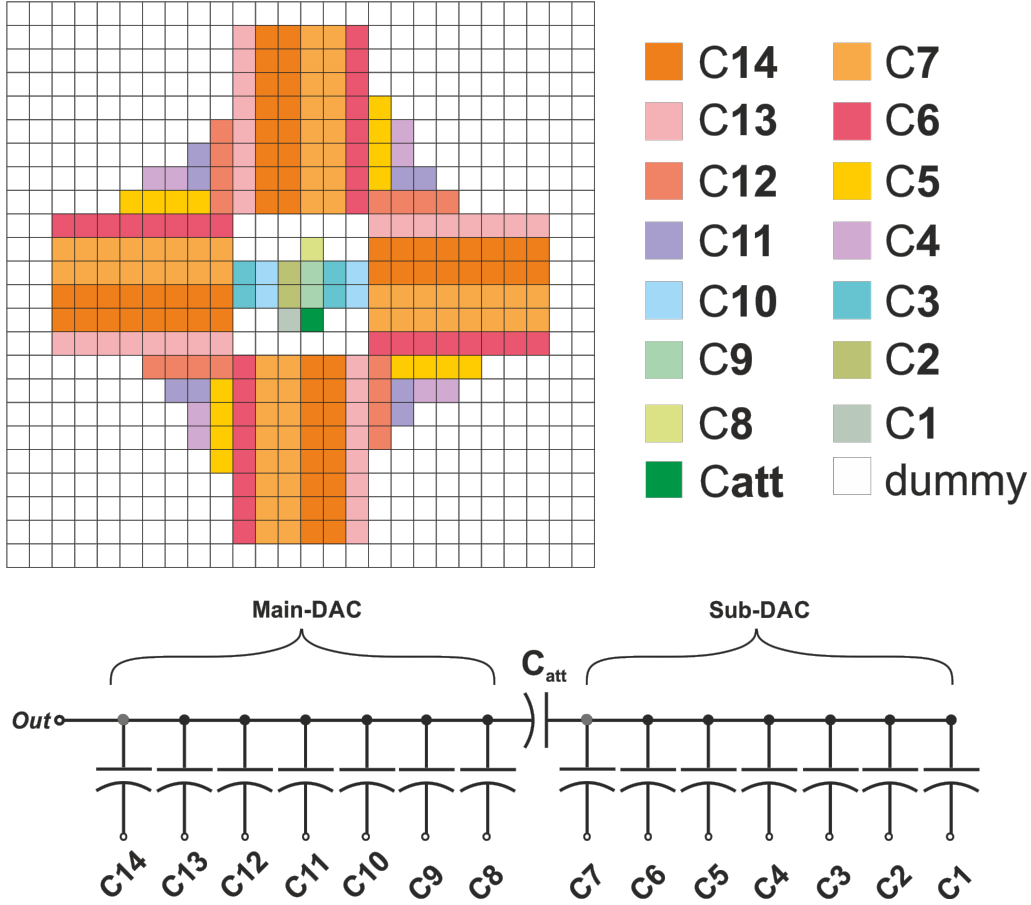 C14 C7
C13 C6
C12 C5
C11 C4
C10 C3
C9 C2
C8 C1
Catt dummy
Main-DAC Sub-DAC
Catt
Out
C14 C13 C12 C11 C10 C9 C8 C7 C6 C5 C4 C3 C2 C1